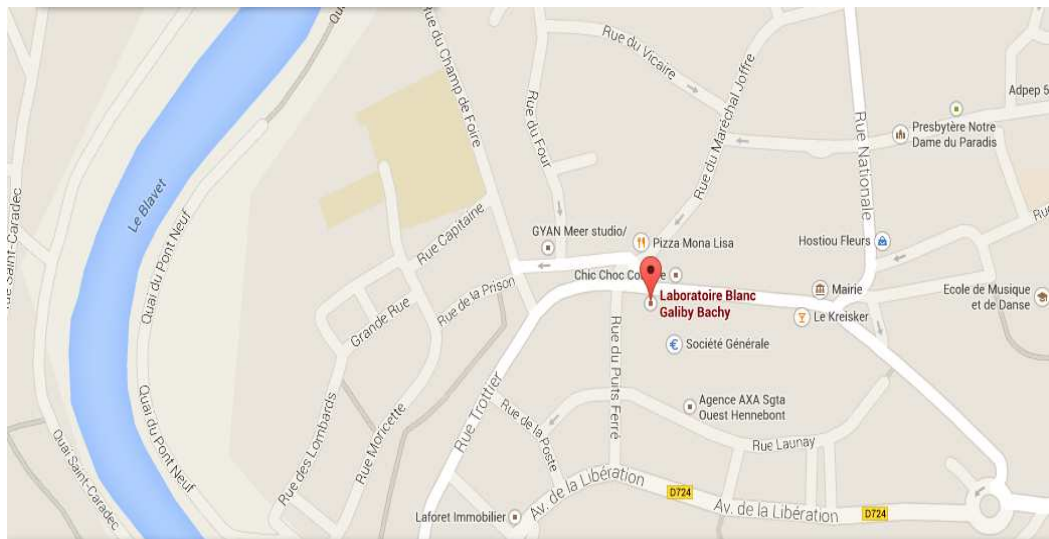 Rue du Champ de Foire
Rue du Vicaire
Rue du Maréchal Joffre
Adpep 5
Rue du Four
Rue Nationale
Presbytère Notre
Dame du Paradis
Le Blavet
Rue Saint-Caradec
Quai du Pont Neuf
Rue Capitaine
GYAN Meer studio/
Pizza Mona Lisa
Hostiou Fleurs
Chic Choc
Rue de la Prison
Grande Rue
Laboratoire Blanc
Galiby Bachy
Mairie
Le Kreisker
Ecole de Musique
et de Danse
Société Générale
Rue du Puits Ferré
Rue Trottier
Quai du Pont Neuf
Quai Saint-Caradec
Rue des Lombards
Rue Moricette
Rue de la Poste
Agence AXA Sgta
Ouest Hennebont
Rue Launay
Av. de la Libération
D724
Av. de la Libération
D724
Laforet Immobilier